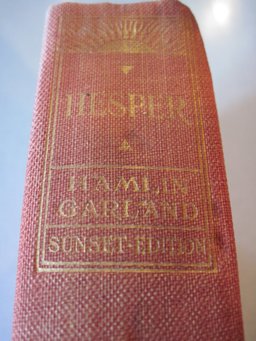 HESPER
HAMLIN
GARLAND
SUNSET·EDITION